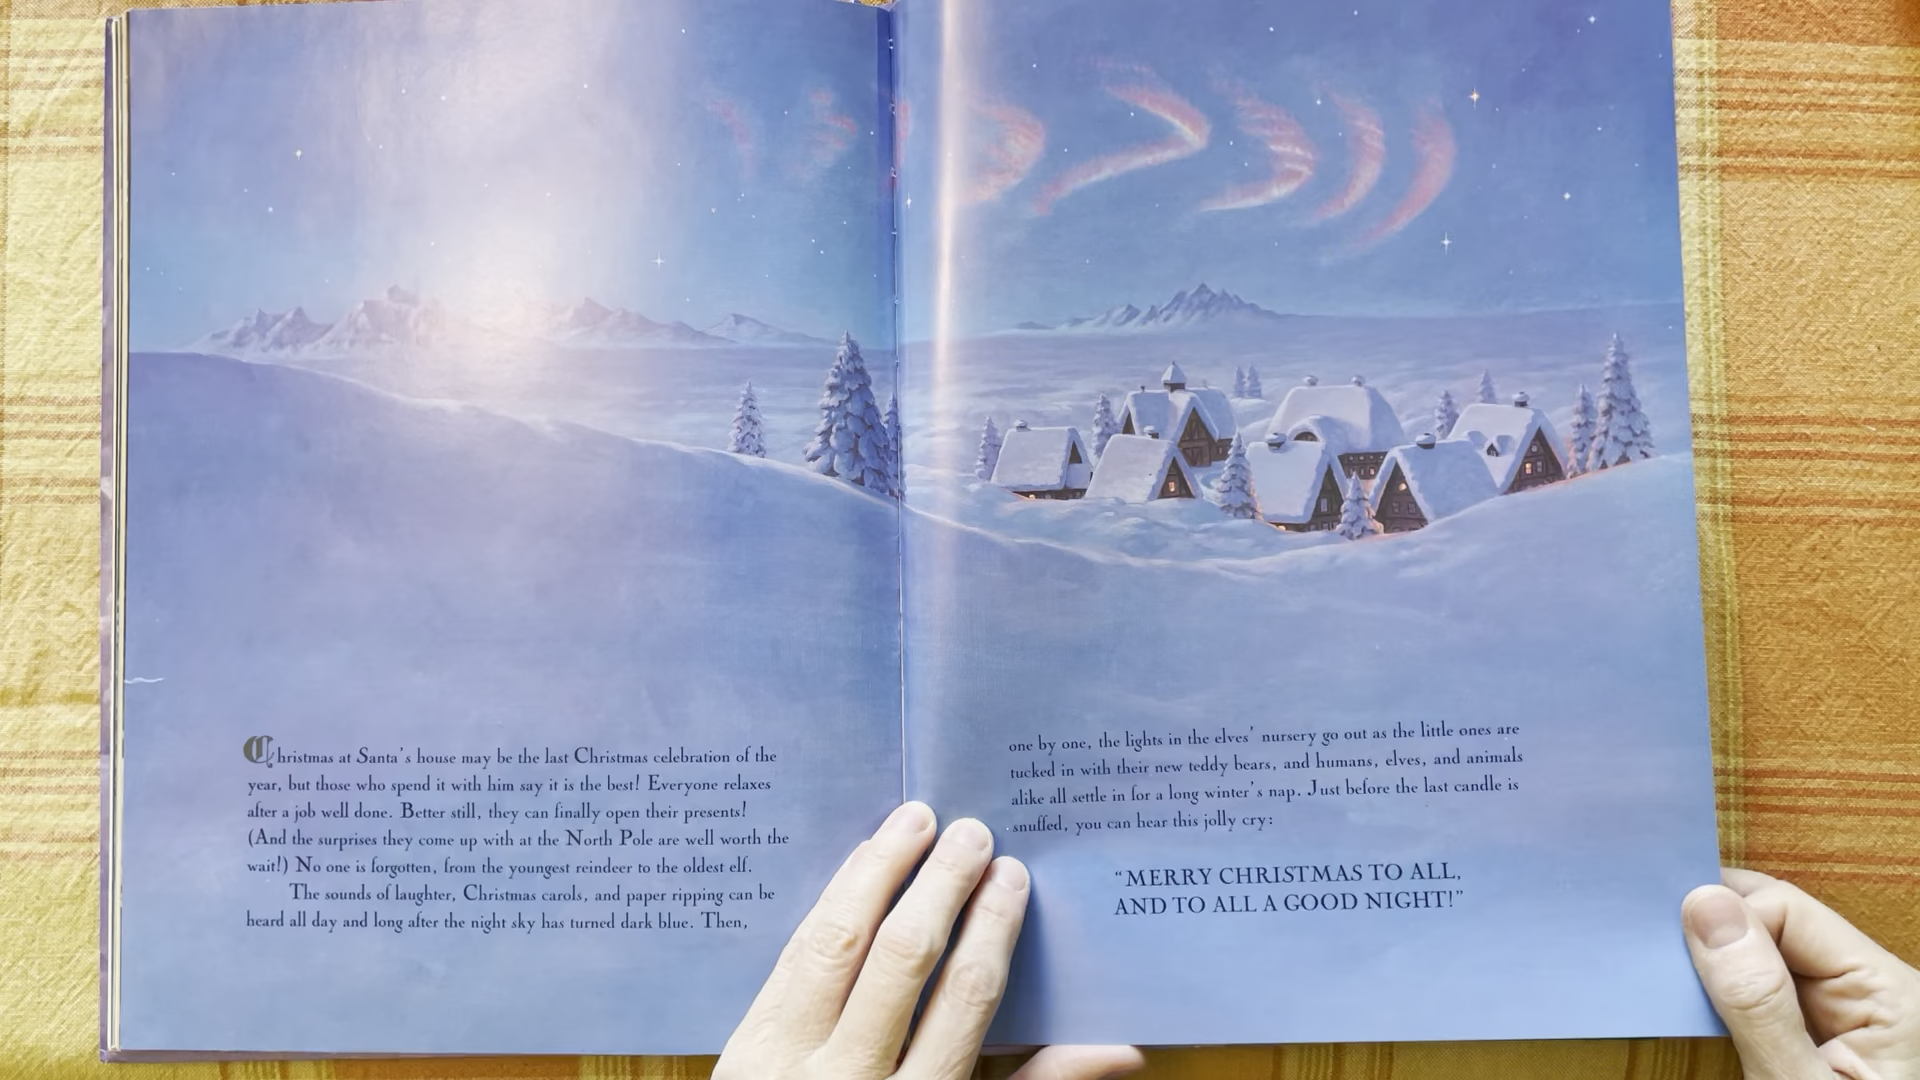 Christmas at Santa's house may be the last Christmas celebration of the
year, but those who spend it with him say it is the best! Everyone relaxes
after a job well done. Better still, they can finally open their presents!
(And the surprises they come up with at the North Pole are well worth the
wait!) No one is forgotten, from the youngest reindeer to the oldest elf.
The sounds of laughter, Christmas carols, and paper ripping can be
heard all day and long after the night sky has turned dark blue. Then,
one by one, the lights in the elves' nursery go out as the little ones are
tucked in with their new teddy bears, and humans, elves, and animals
alike all settle in for a long winter's nap. Just before the last candle is
snuffed, you can hear this jolly cry:
“MERRY CHRISTMAS TO ALL,
AND TO ALL A GOOD NIGHT!”